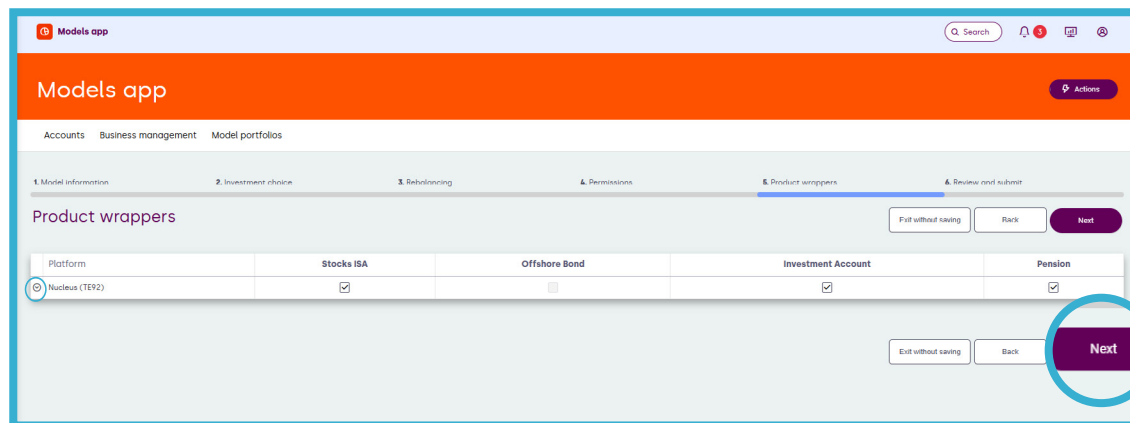 Models app
Search 3
Models app
Actions
Accounts Business management Model portfolios
1. Model information 2. Investment choice 3. Rebalancing 4. Permissions 5. Product wrappers 6. Review and submit
Product wrappers
Exit without saving Back Next
Platform Stocks ISA Offshore Bond Investment Account Pension
Nucleus (TE92)
Exit without saving Back Next